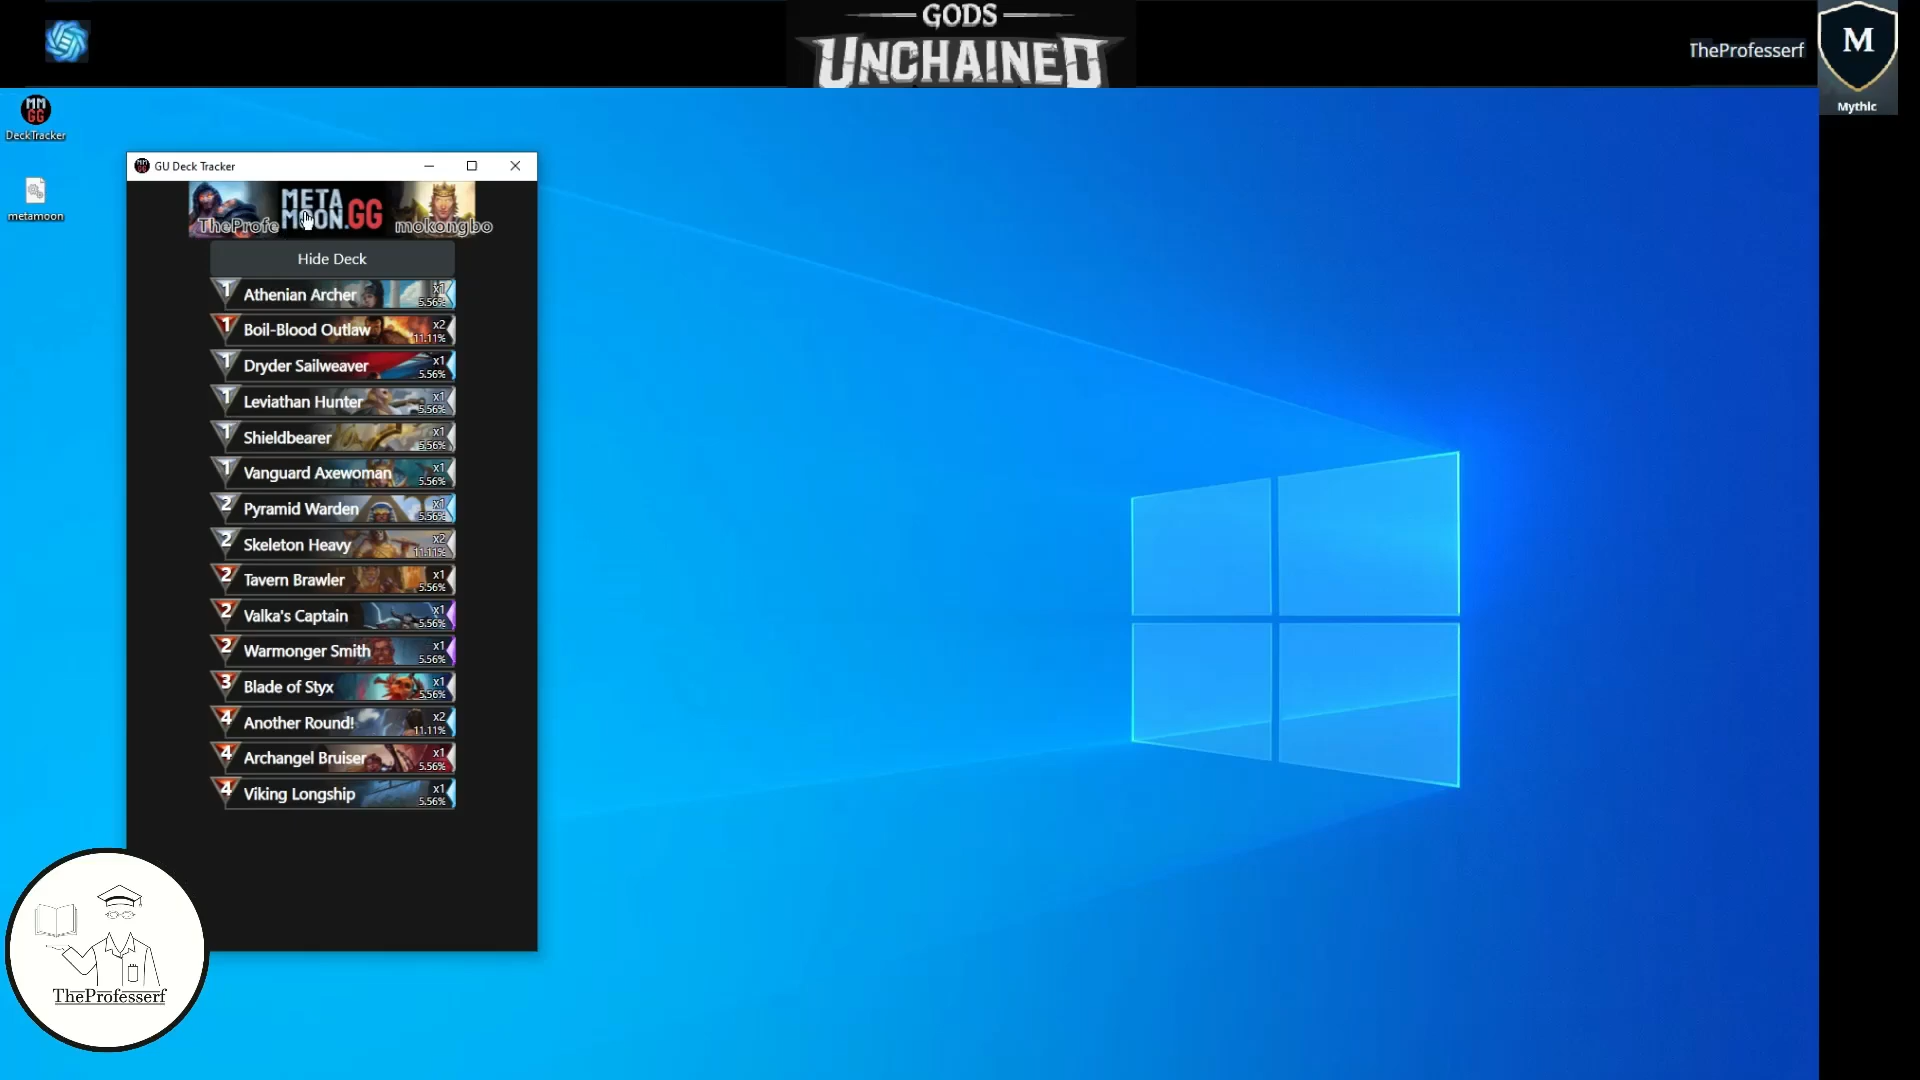 GODS
UNCHAINED
TheProfesserf
M
Mythic
MM
GG
DeckTracker
metamoon
GU Deck Tracker
TheProfe
META
MOON.GG
mokongbo
Hide Deck
1 Athenian Archer x1 5.56%
1 Boil-Blood Outlaw x2 11.11%
1 Dryder Sailweaver x1 5.56%
1 Leviathan Hunter x1 5.56%
1 Shieldbearer x1 5.56%
1 Vanguard Axewoman x1 5.56%
2 Pyramid Warden x1 5.56%
2 Skeleton Heavy x2 11.11%
2 Tavern Brawler x1 5.56%
2 Valka's Captain x1 5.56%
2 Warmonger Smith x1 5.56%
3 Blade of Styx x1 5.56%
4 Another Round! x2 11.11%
4 Archangel Bruiser x1 5.56%
4 Viking Longship x1 5.56%
TheProfesserf